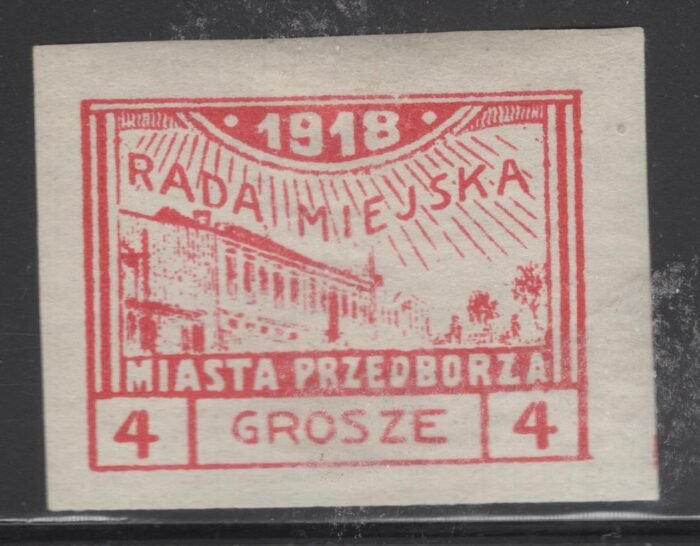 · 1918 ·
RADA MIEJSKA
MIASTA PRZEDBORZA
4 GROSZE 4